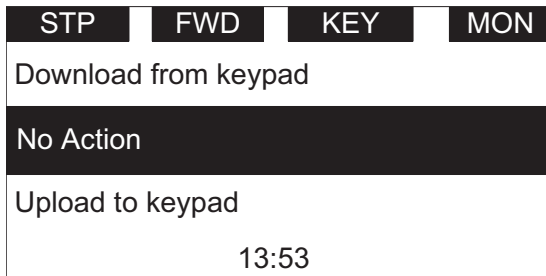 STP FWD KEY MON
Download from keypad
No Action
Upload to keypad
13:53